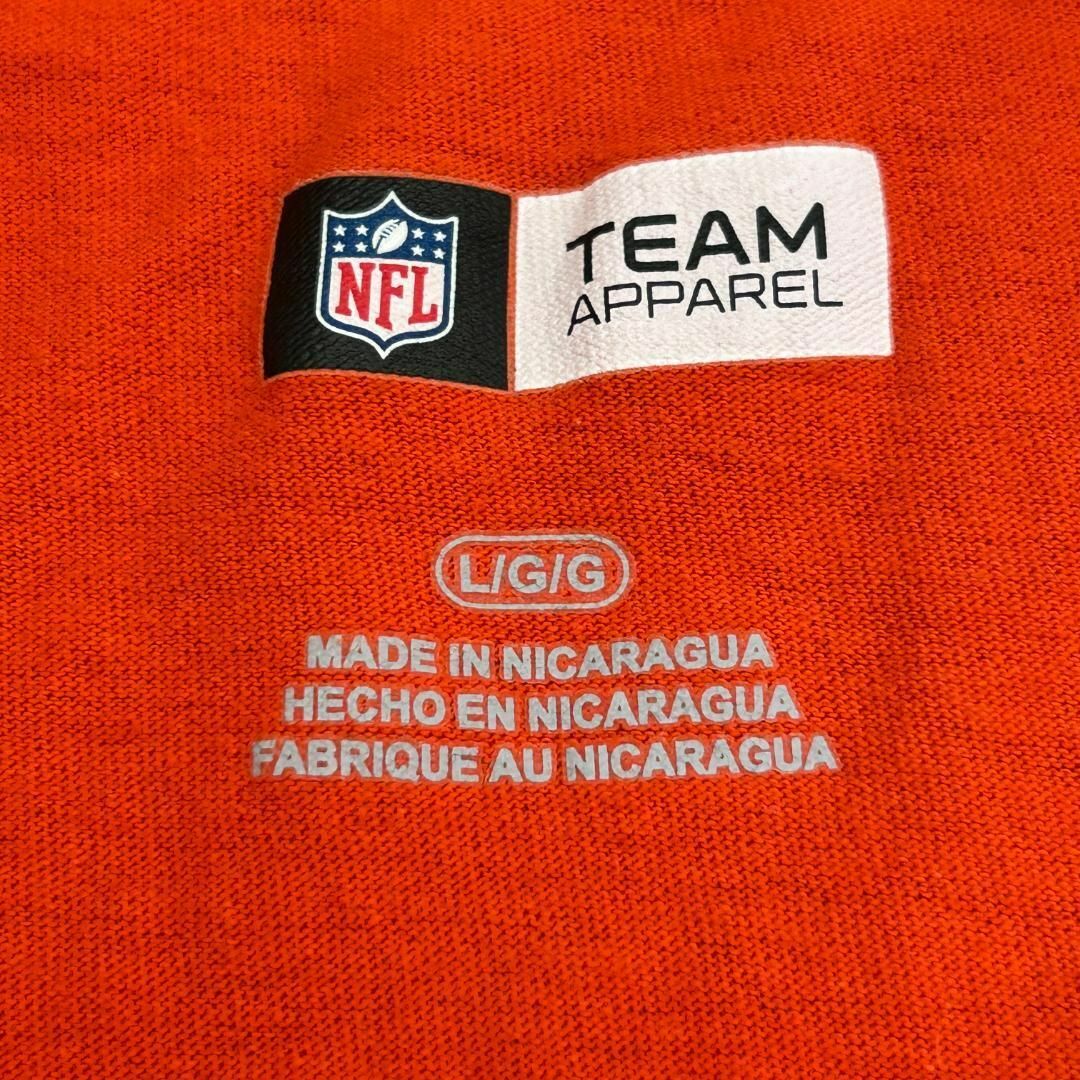 NFL
TEAM
APPAREL
L/G/G
MADE IN NICARAGUA
HECHO EN NICARAGUA
FABRIQUE AU NICARAGUA